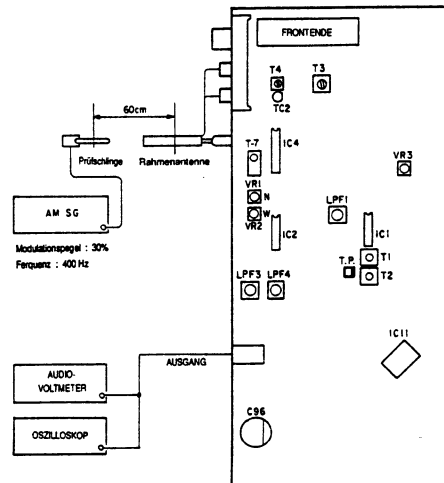 FRONTENDE
T4
T3
TC2
60cm
Prüfschlinge
Rahmenantenne
T-7
IC4
VR3
VR1
N
W
VR2
LPF1
IC2
IC1
AM SG
Modulationspegel : 30%
Ferquenz : 400 Hz
T1
T.P.
T2
LPF3
LPF4
IC11
AUSGANG
AUDIO-
VOLTMETER
OSZILLOSKOP
C96